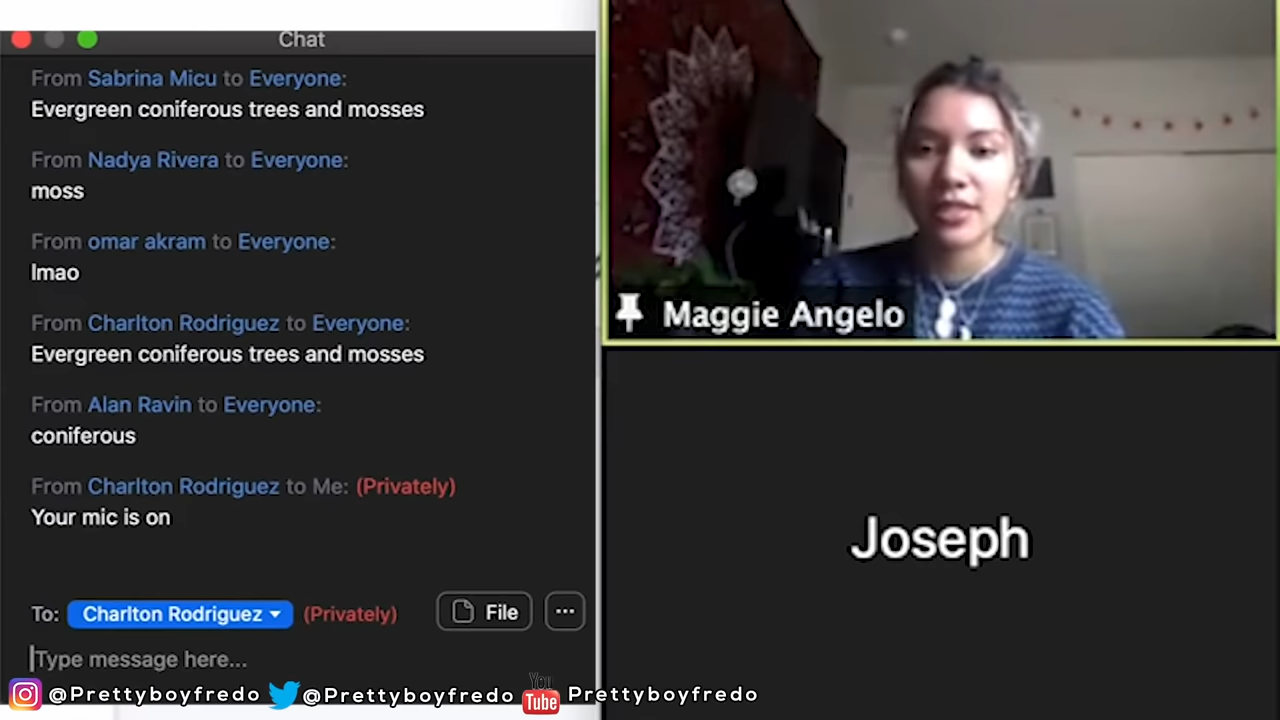 Chat
From Sabrina Micu to Everyone:
Evergreen coniferous trees and mosses
From Nadya Rivera to Everyone:
moss
From omar akram to Everyone:
lmao
From Charlton Rodriguez to Everyone:
Evergreen coniferous trees and mosses
From Alan Ravin to Everyone:
coniferous
From Charlton Rodriguez to Me: (Privately)
Your mic is on
To: Charlton Rodriguez (Privately) File ...
Type message here...
Maggie Angelo
Joseph
@Prettyboyfredo @Prettyboyfredo You Tube Prettyboyfredo